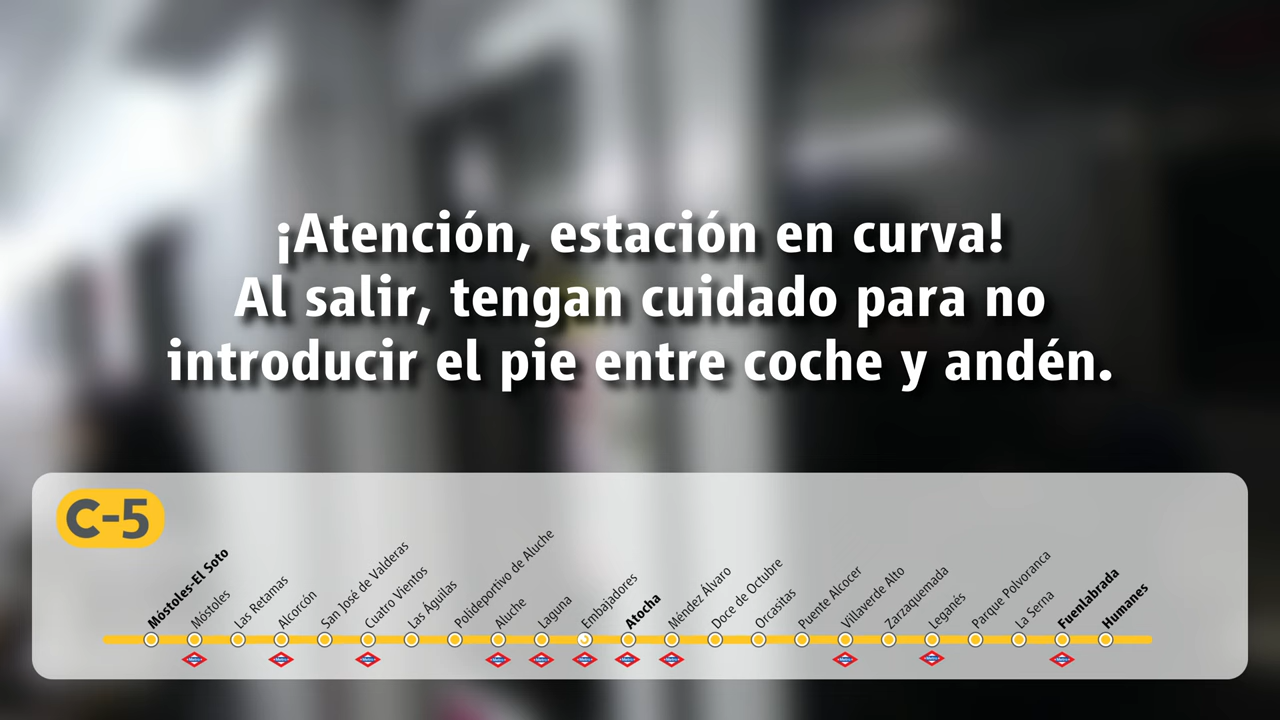 ¡Atención, estación en curva!
Al salir, tengan cuidado para no
introducir el pie entre coche y andén.
C-5
Móstoles-El Soto
Móstoles
Las Retamas
Alcorcón
San José de Valderas
Cuatro Vientos
Las Águilas
Polideportivo de Aluche
Aluche
Laguna
Embajadores
Atocha
Méndez Álvaro
Doce de Octubre
Orcasitas
Puente Alcocer
Villaverde Alto
Zarzaquemada
Leganés
Parque Polvoranca
La Serna
Fuenlabrada
Humanes